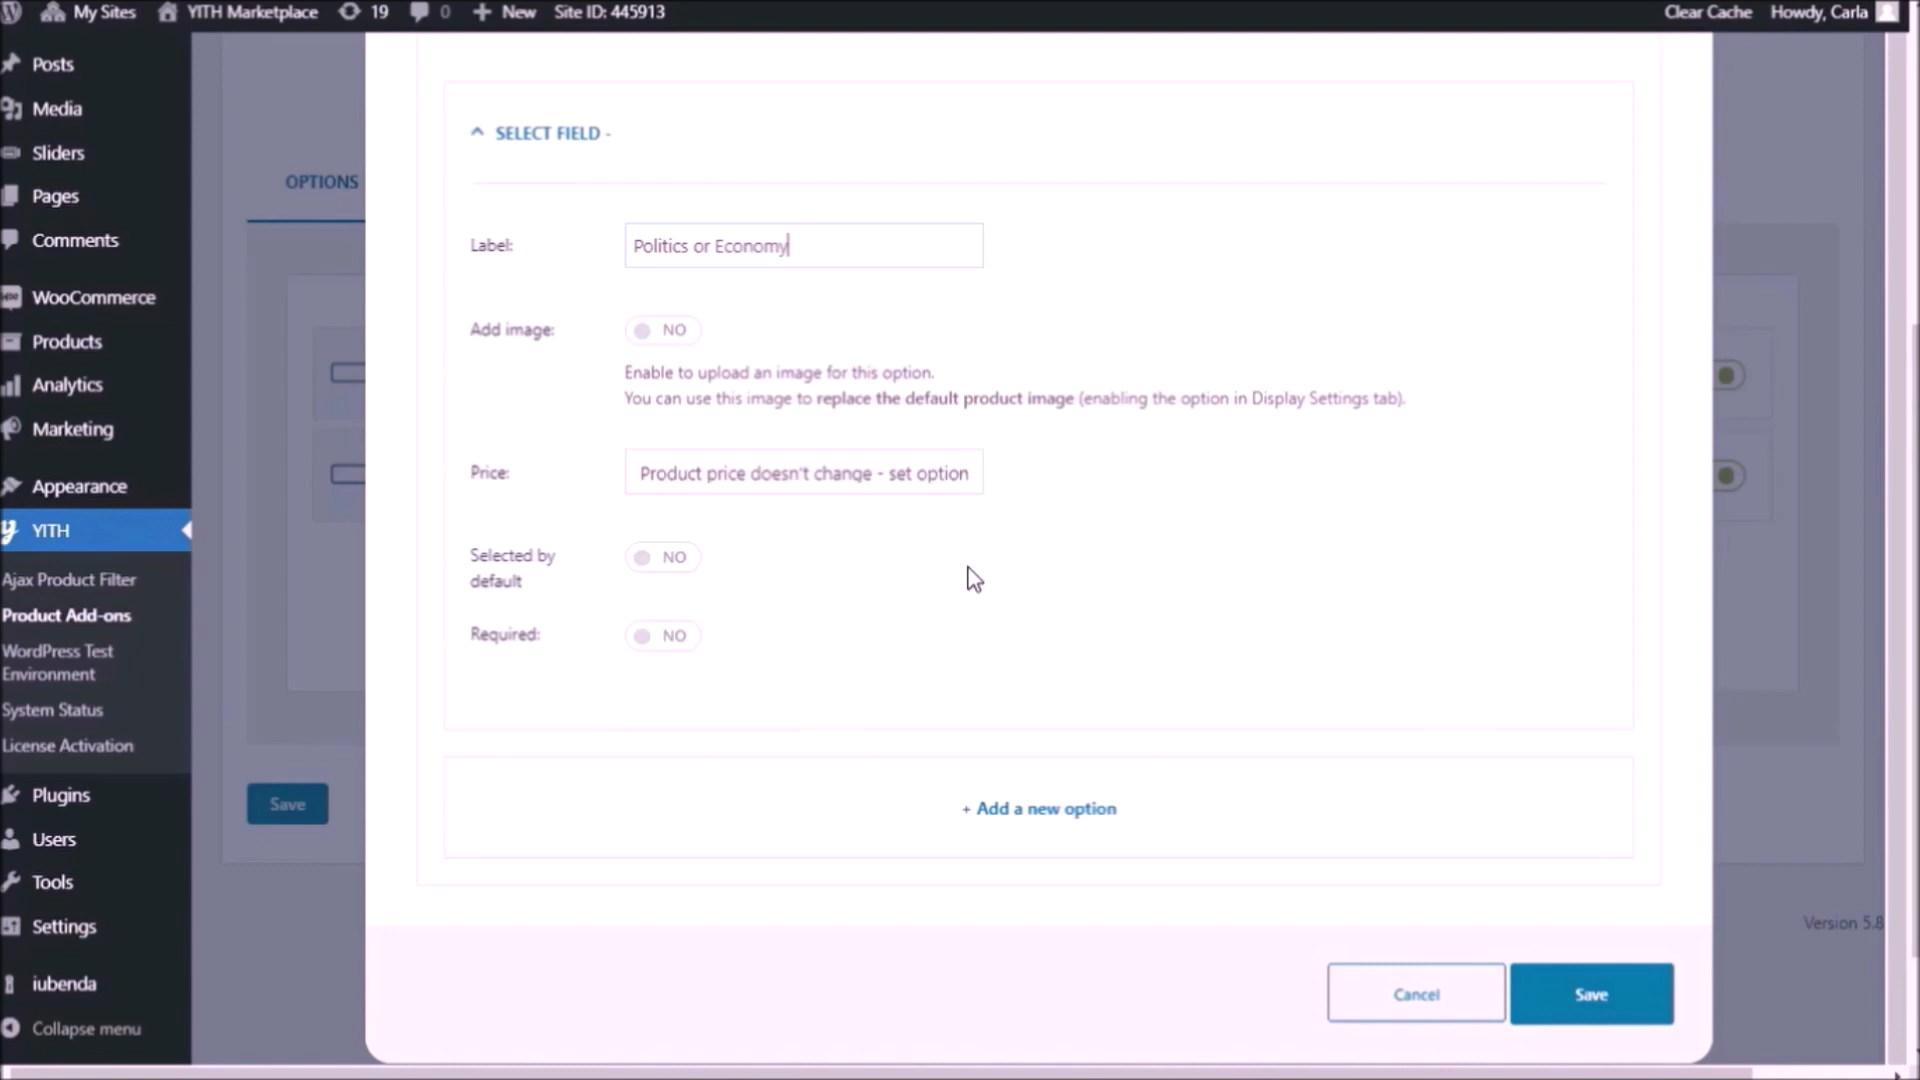 My Sites
YITH Marketplace
19
0
New
Site ID: 445913
Clear Cache
Howdy, Carla
Posts
Media
Sliders
Pages
Comments
WooCommerce
Products
Analytics
Marketing
Appearance
YITH
Ajax Product Filter
Product Add-ons
WordPress Test
Environment
System Status
License Activation
Plugins
Users
Tools
Settings
iubenda
Collapse menu
OPTIONS
Save
SELECT FIELD -
Label:
Politics or Economy
Add image:
NO
Enable to upload an image for this option.
You can use this image to replace the default product image (enabling the option in Display Settings tab).
Price:
Product price doesn't change - set option
Selected by
default
NO
Required:
NO
+ Add a new option
Version 5.8
Cancel
Save